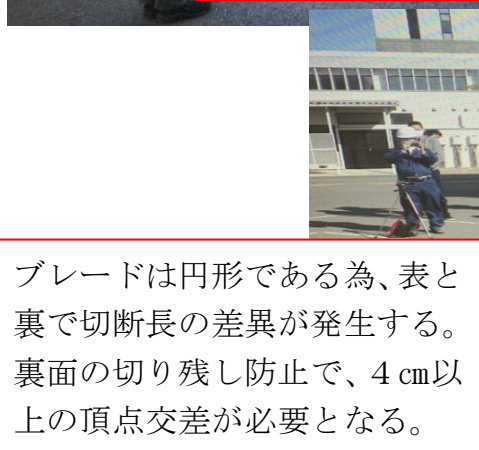 ブレードは円形である為、表と
裏で切断長の差異が発生する。
裏面の切り残し防止で、４㎝以
上の頂点交差が必要となる。